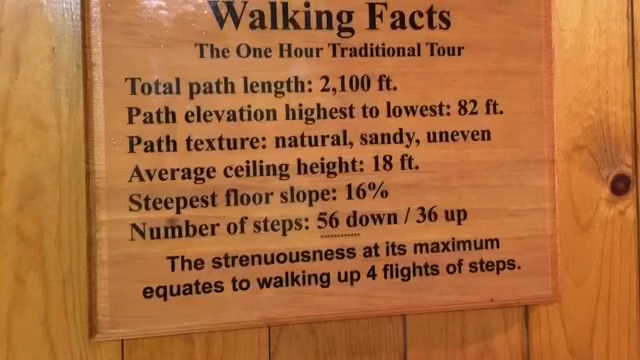 Walking Facts
The One Hour Traditional Tour
Total path length: 2,100 ft.
Path elevation highest to lowest: 82 ft.
Path texture: natural, sandy, uneven
Average ceiling height: 18 ft.
Steepest floor slope: 16%
Number of steps: 56 down / 36 up
The strenuousness at its maximum
equates to walking up 4 flights of steps.